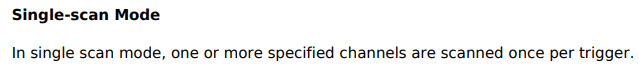 Single-scan Mode
In single scan mode, one or more specified channels are scanned once per trigger.